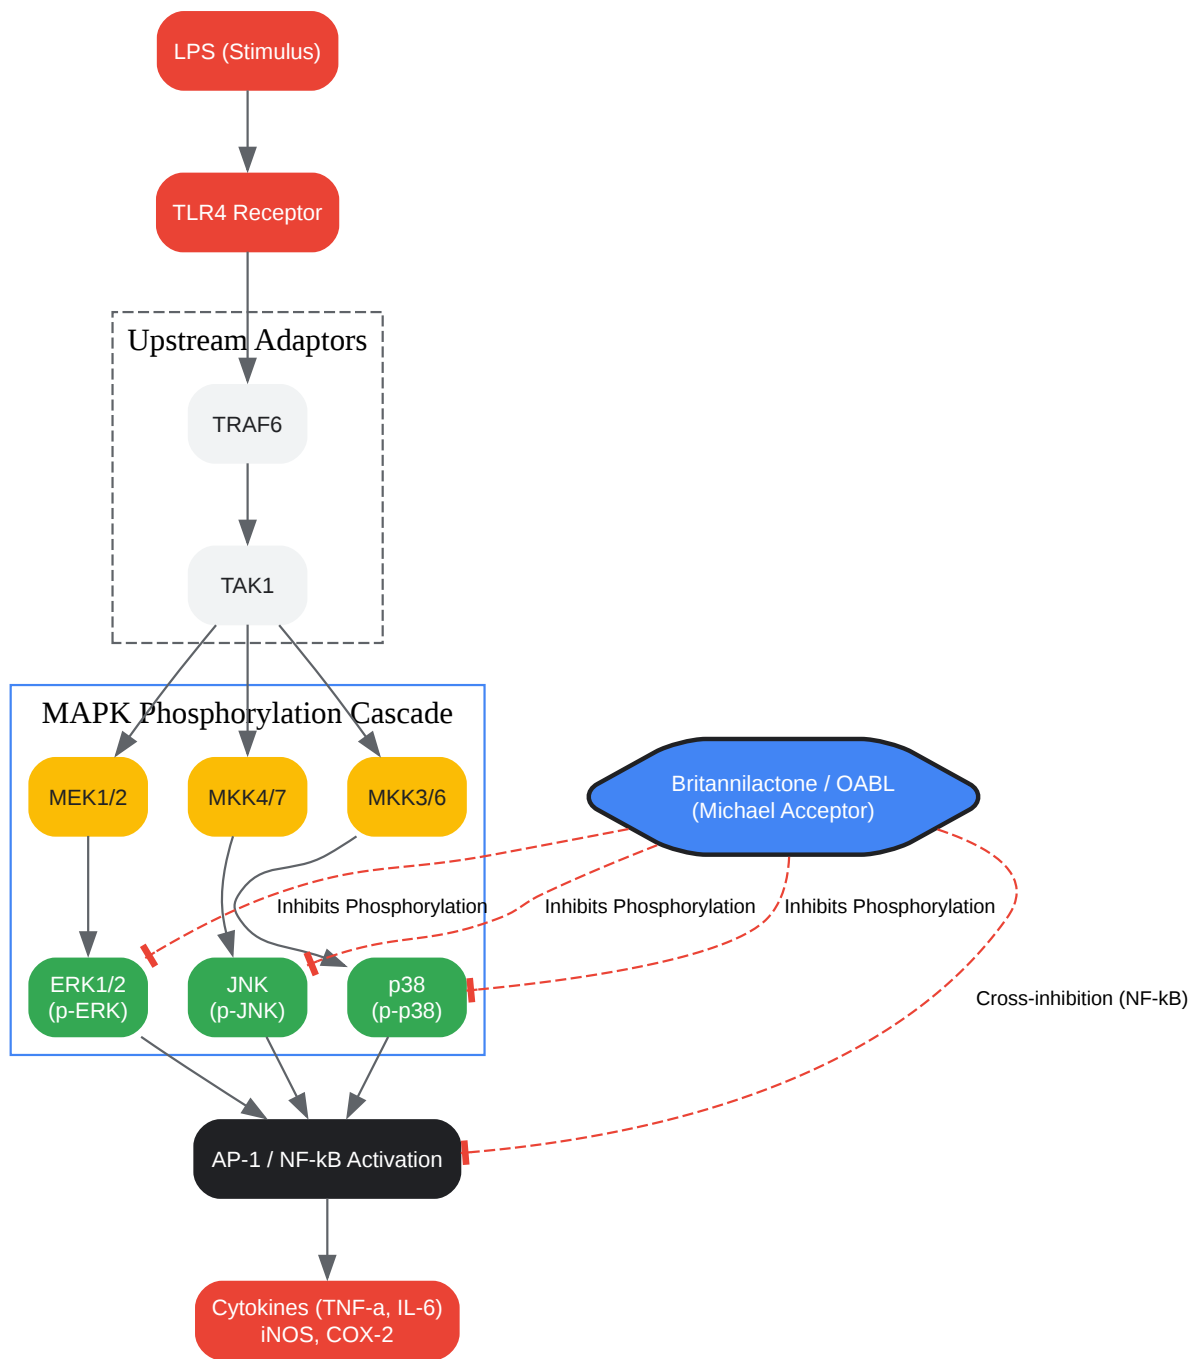 LPS (Stimulus)
TLR4 Receptor
Upstream Adaptors
TRAF6
TAK1
MAPK Phosphorylation Cascade
MEK1/2
MKK4/7
MKK3/6
Britannilactone / OABL
(Michael Acceptor)
Inhibits Phosphorylation
Inhibits Phosphorylation
Inhibits Phosphorylation
ERK1/2
(p-ERK)
JNK
(p-JNK)
p38
(p-p38)
Cross-inhibition (NF-kB)
AP-1 / NF-kB Activation
Cytokines (TNF-a, IL-6)
iNOS, COX-2